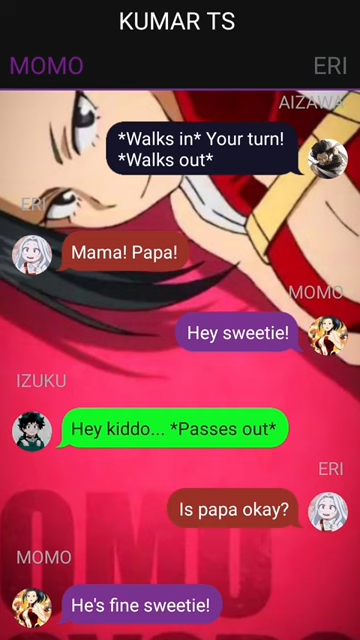 KUMAR TS
MOMO ERI
AIZAWA
*Walks in* Your turn!
*Walks out*
ERI
Mama! Papa!
MOMO
Hey sweetie!
IZUKU
Hey kiddo... *Passes out*
ERI
Is papa okay?
MOMO
He's fine sweetie!
MOMO